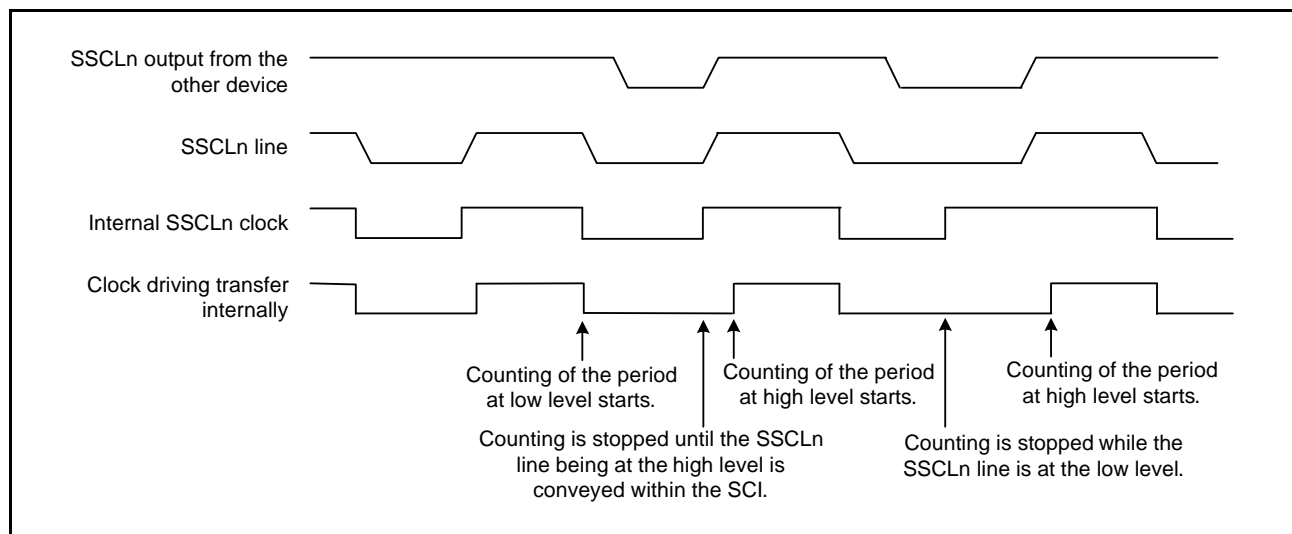 SSCLn output from the
other device
SSCLn line
Internal SSCLn clock
Clock driving transfer
internally
Counting of the period
at low level starts.
Counting of the period
at high level starts.
Counting of the period
at high level starts.
Counting is stopped until the SSCLn
line being at the high level is
conveyed within the SCI.
Counting is stopped while the
SSCLn line is at the low level.